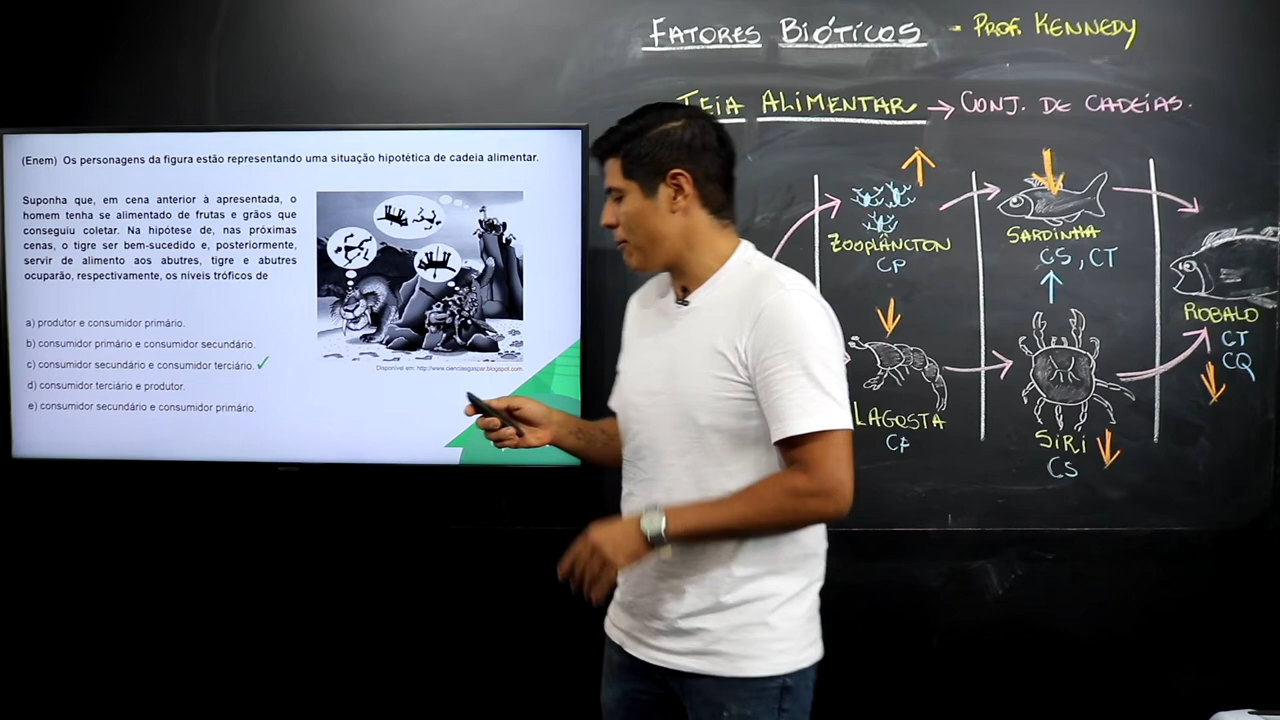 FATORES BIÓTICOS - PROF. KENNEDY
TEIA ALIMENTAR → CONJ. DE CADEIAS.
(Enem) Os personagens da figura estão representando uma situação hipotética de cadeia alimentar.
Suponha que, em cena anterior à apresentada, o
homem tenha se alimentado de frutas e grãos que
conseguiu coletar. Na hipótese de, nas próximas
cenas, o tigre ser bem-sucedido e, posteriormente,
servir de alimento aos abutres, tigre e abutres
ocuparão, respectivamente, os níveis tróficos de
a) produtor e consumidor primário.
b) consumidor primário e consumidor secundário.
c) consumidor secundário e consumidor terciário. ✓
d) consumidor terciário e produtor.
e) consumidor secundário e consumidor primário.
Disponível em: http://www.cienciasgaspar.blogspot.com
ZOOPLÂNCTON
CP
SARDINHA
CS, CT
ROBALO
CT
CQ
LAGOSTA
CP
SIRI
CS